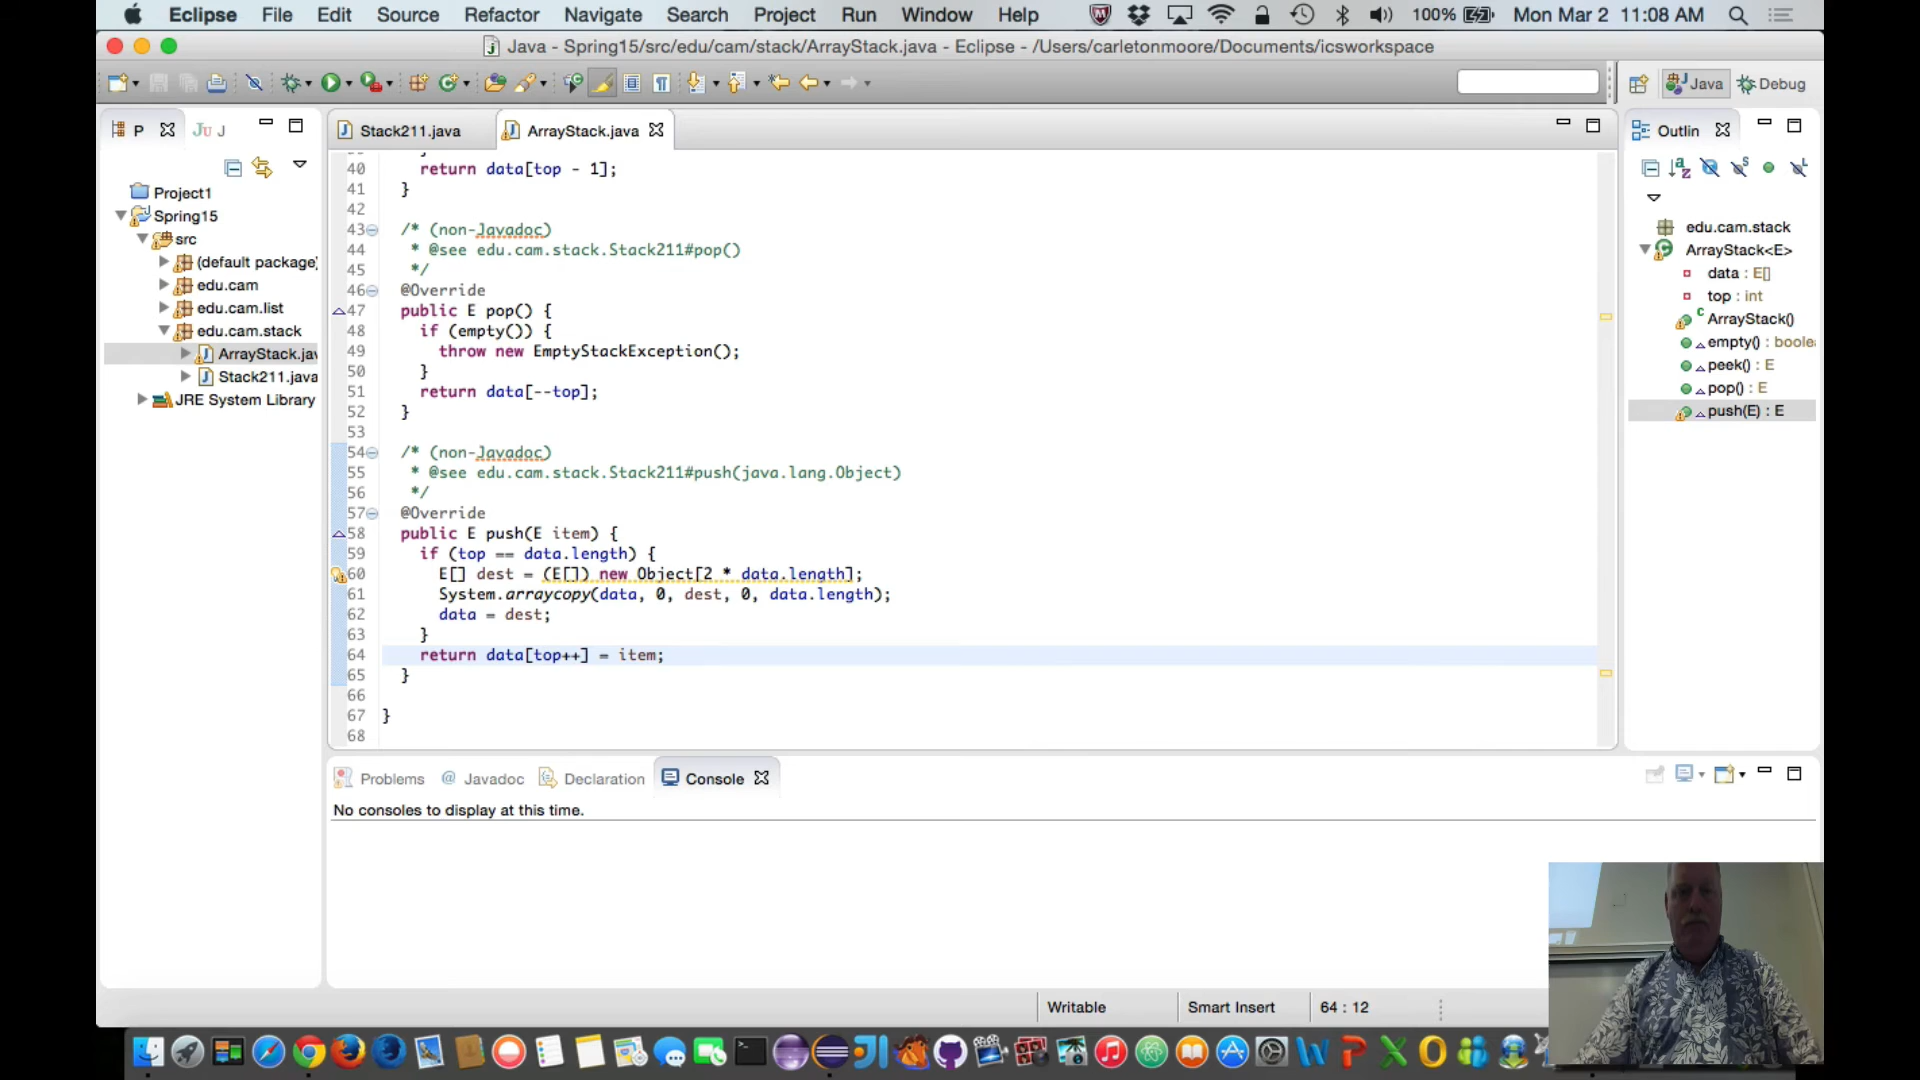 Eclipse File Edit Source Refactor Navigate Search Project Run Window Help 100% Mon Mar 2 11:08 AM
Java - Spring15/src/edu/cam/stack/ArrayStack.java - Eclipse - /Users/carletonmoore/Documents/icsworkspace
Java Debug
P J
Project1
Spring15
src
(default package)
edu.cam
edu.cam.list
edu.cam.stack
ArrayStack.jav
Stack211.java
JRE System Library
Stack211.java ArrayStack.java
40 return data[top - 1];
41 }
42
43 /* (non-Javadoc)
44 * @see edu.cam.stack.Stack211#pop()
45 */
46 @Override
47 public E pop() {
48 if (empty()) {
49 throw new EmptyStackException();
50 }
51 return data[--top];
52 }
53
54 /* (non-Javadoc)
55 * @see edu.cam.stack.Stack211#push(java.lang.Object)
56 */
57 @Override
58 public E push(E item) {
59 if (top == data.length) {
60 E[] dest = (E[]) new Object[2 * data.length];
61 System.arraycopy(data, 0, dest, 0, data.length);
62 data = dest;
63 }
64 return data[top++] = item;
65 }
66
67 }
68
Outlin
edu.cam.stack
ArrayStack<E>
data : E[]
top : int
ArrayStack()
empty() : boole
peek() : E
pop() : E
push(E) : E
Problems Javadoc Declaration Console
No consoles to display at this time.
Writable Smart Insert 64 : 12